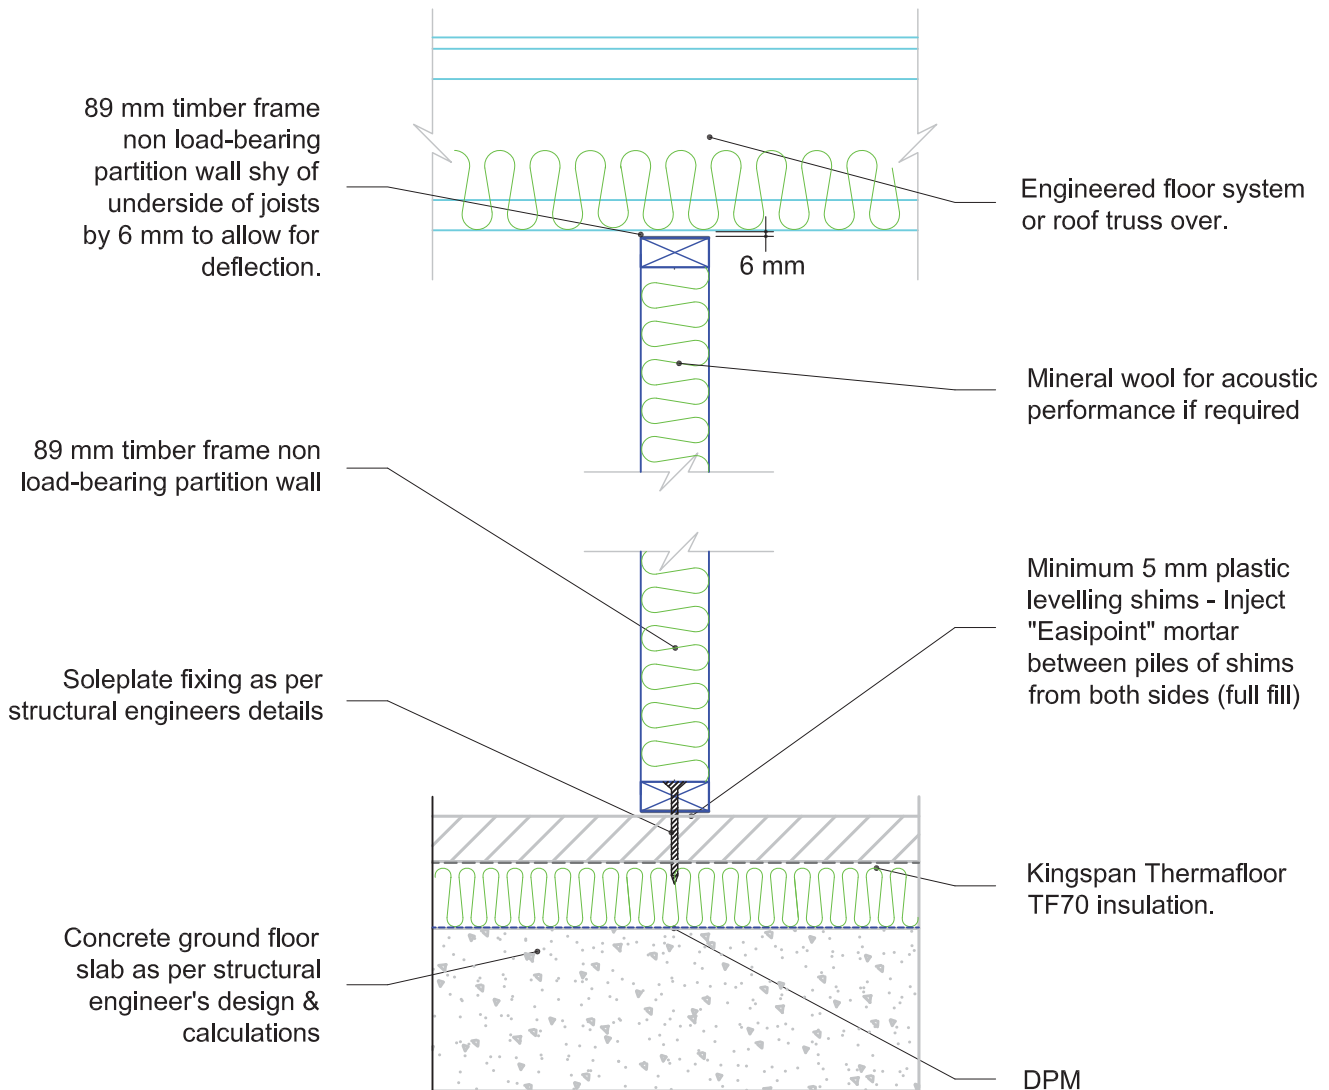 89 mm timber frame
non load-bearing
partition wall shy of
underside of joists
by 6 mm to allow for
deflection.
Engineered floor system
or roof truss over.
6 mm
Mineral wool for acoustic
performance if required
89 mm timber frame non
load-bearing partition wall
Minimum 5 mm plastic
levelling shims - Inject
"Easipoint" mortar
between piles of shims
from both sides (full fill)
Soleplate fixing as per
structural engineers details
Kingspan Thermafloor
TF70 insulation.
Concrete ground floor
slab as per structural
engineer's design &
calculations
DPM